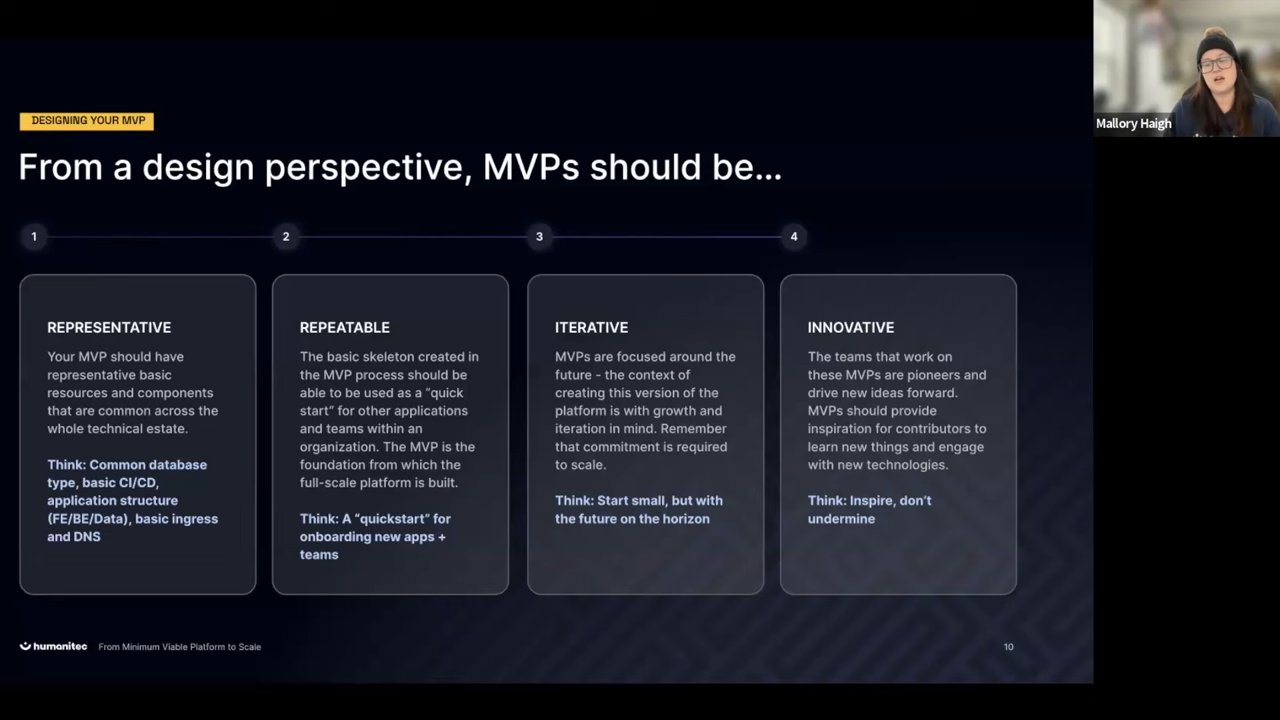 DESIGNING YOUR MVP
From a design perspective, MVPs should be...
1
2
3
4
REPRESENTATIVE
Your MVP should have
representative basic
resources and components
that are common across the
whole technical estate.
Think: Common database
type, basic CI/CD,
application structure
(FE/BE/Data), basic ingress
and DNS
REPEATABLE
The basic skeleton created in
the MVP process should be
able to be used as a “quick
start” for other applications
and teams within an
organization. The MVP is the
foundation from which the
full-scale platform is built.
Think: A “quickstart” for
onboarding new apps +
teams
ITERATIVE
MVPs are focused around the
future - the context of
creating this version of the
platform is with growth and
iteration in mind. Remember
that commitment is required
to scale.
Think: Start small, but with
the future on the horizon
INNOVATIVE
The teams that work on
these MVPs are pioneers and
drive new ideas forward.
MVPs should provide
inspiration for contributors to
learn new things and engage
with new technologies.
Think: Inspire, don’t
undermine
humanitec
From Minimum Viable Platform to Scale
10
Mallory Haigh